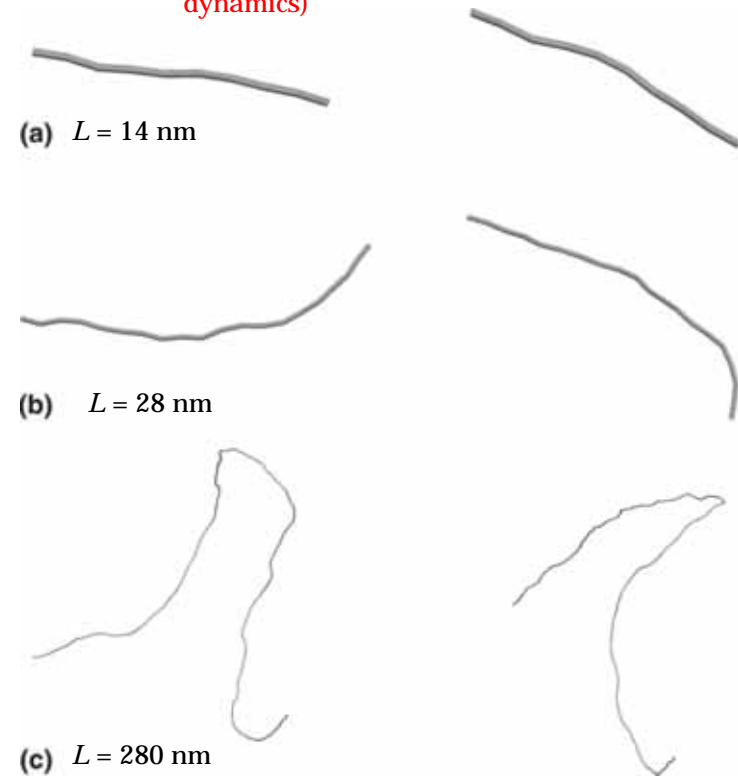 dynamics)
(a) L = 14 nm
(b) L = 28 nm
(c) L = 280 nm